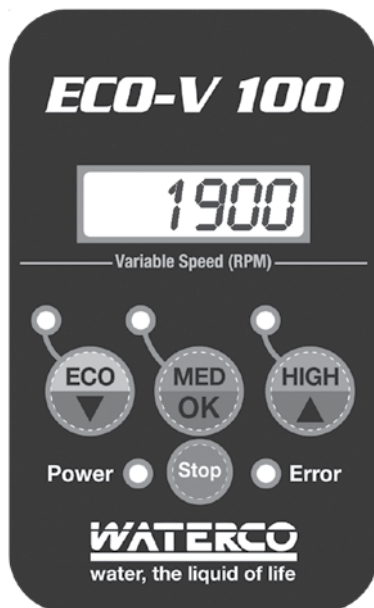 ECO-V 100
1900
Variable Speed (RPM)
ECO MED HIGH
OK
Power Stop Error
WATERCO
water, the liquid of life